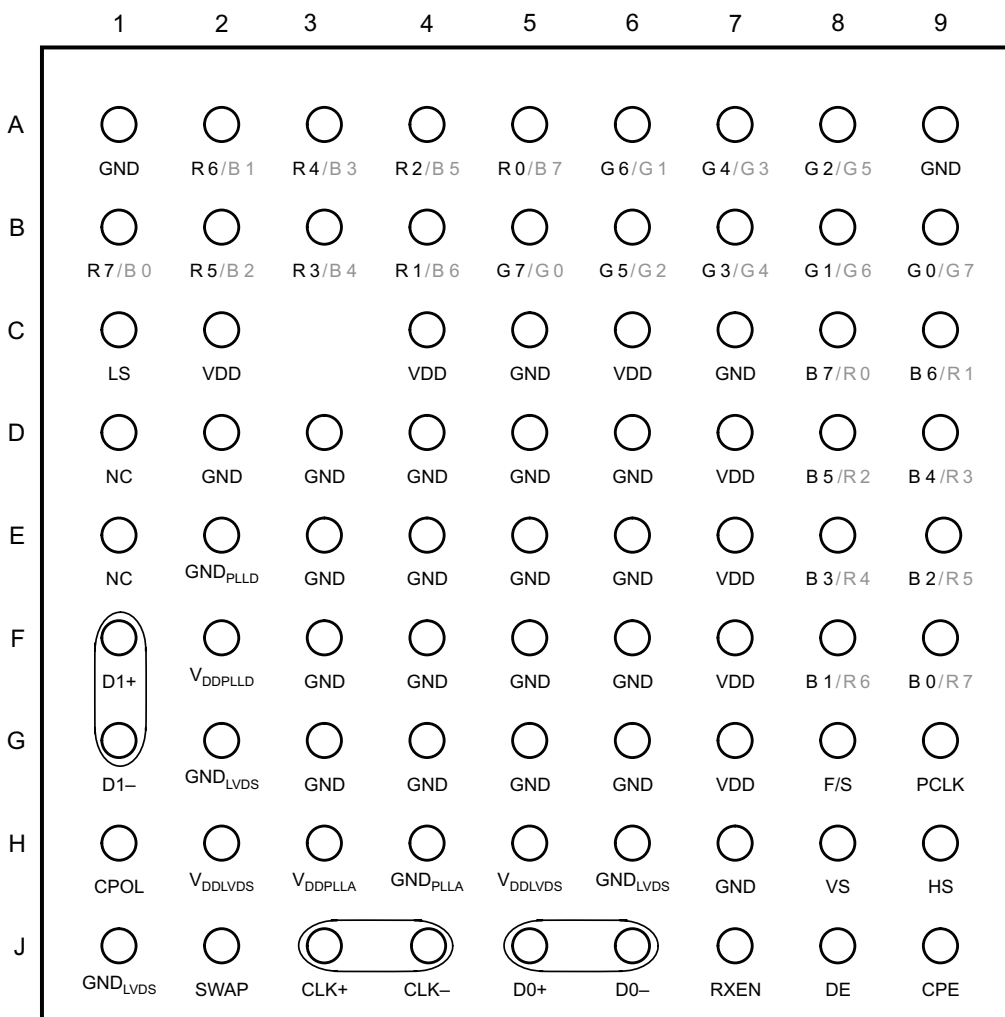 1 2 3 4 5 6 7 8 9
A
GND R6/B1 R4/B3 R2/B5 R0/B7 G6/G1 G4/G3 G2/G5 GND
B
R7/B0 R5/B2 R3/B4 R1/B6 G7/G0 G5/G2 G3/G4 G1/G6 G0/G7
C
LS VDD VDD GND VDD GND B7/R0 B6/R1
D
NC GND GND GND GND GND VDD B5/R2 B4/R3
E
NC GNDPLLD GND GND GND GND VDD B3/R4 B2/R5
F
D1+ VDDPLLD GND GND GND GND VDD B1/R6 B0/R7
G
D1– GNDLVDS GND GND GND GND VDD F/S PCLK
H
CPOL VDDLVDS VDDPLLA GNDPLLA VDDLVDS GNDLVDS GND VS HS
J
GNDLVDS SWAP CLK+ CLK– D0+ D0– RXEN DE CPE